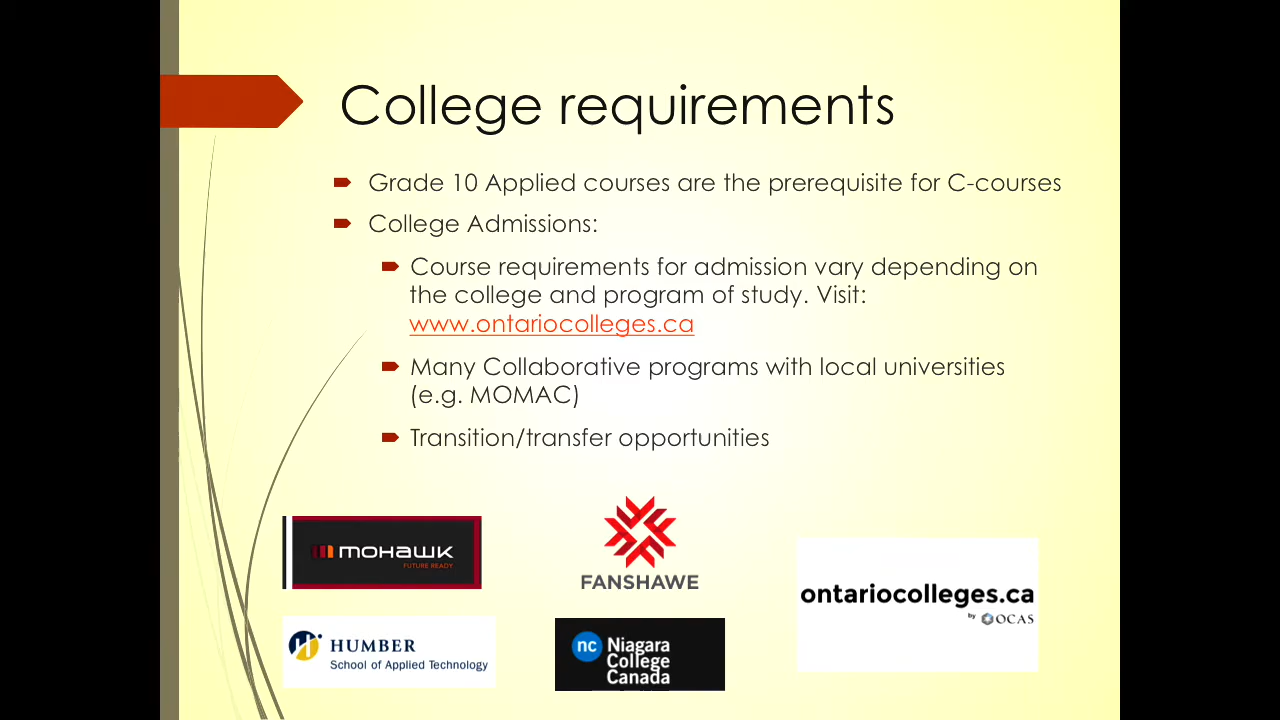 College requirements
Grade 10 Applied courses are the prerequisite for C-courses
College Admissions:
Course requirements for admission vary depending on
the college and program of study. Visit:
www.ontariocolleges.ca
Many Collaborative programs with local universities
(e.g. MOMAC)
Transition/transfer opportunities
mohawk
FUTURE READY
FANSHAWE
ontariocolleges.ca
by OCAS
HUMBER
School of Applied Technology
nc
Niagara
College
Canada